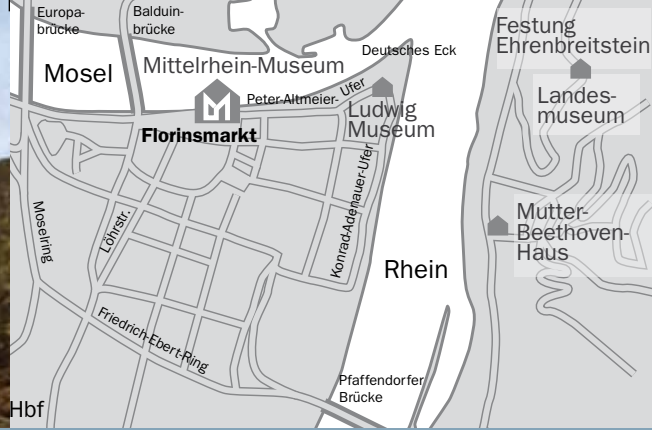 Europa-
brücke
Balduin-
brücke
Mosel
Mittelrhein-Museum
Florinsmarkt
Peter-Altmeier-Ufer
Deutsches Eck
Ludwig
Museum
Festung
Ehrenbreitstein
Landes-
museum
Moselring
Löhrstr.
Konrad-Adenauer-Ufer
Mutter-
Beethoven-
Haus
Rhein
Friedrich-Ebert-Ring
Pfaffendorfer
Brücke
Hbf